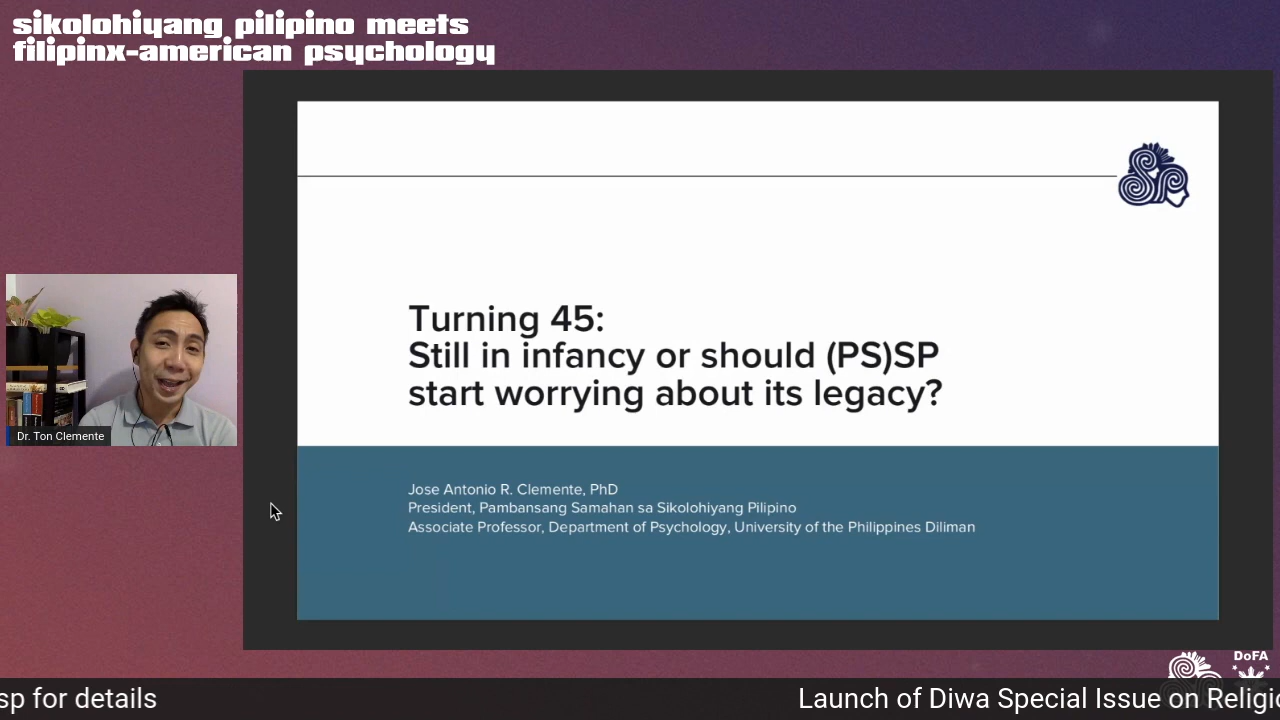 sikolohiyang pilipino meets
filipinx-american psychology
SP
Turning 45:
Still in infancy or should (PS)SP
start worrying about its legacy?
Dr. Ton Clemente
Jose Antonio R. Clemente, PhD
President, Pambansang Samahan sa Sikolohiyang Pilipino
Associate Professor, Department of Psychology, University of the Philippines Diliman
DoFA
sp for details
Launch of Diwa Special Issue on Religio